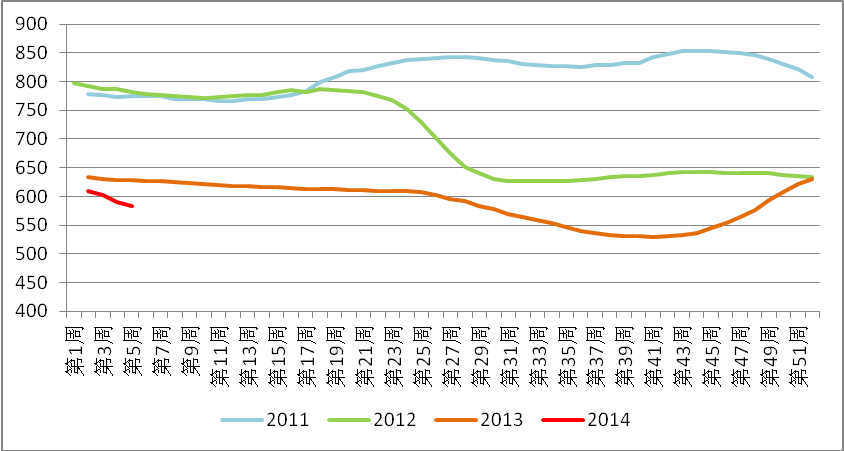 900
850
800
750
700
650
600
550
500
450
400
第1周
第3周
第5周
第7周
第9周
第11周
第13周
第15周
第17周
第19周
第21周
第23周
第25周
第27周
第29周
第31周
第33周
第35周
第37周
第39周
第41周
第43周
第45周
第47周
第49周
第51周
2011 2012 2013 2014